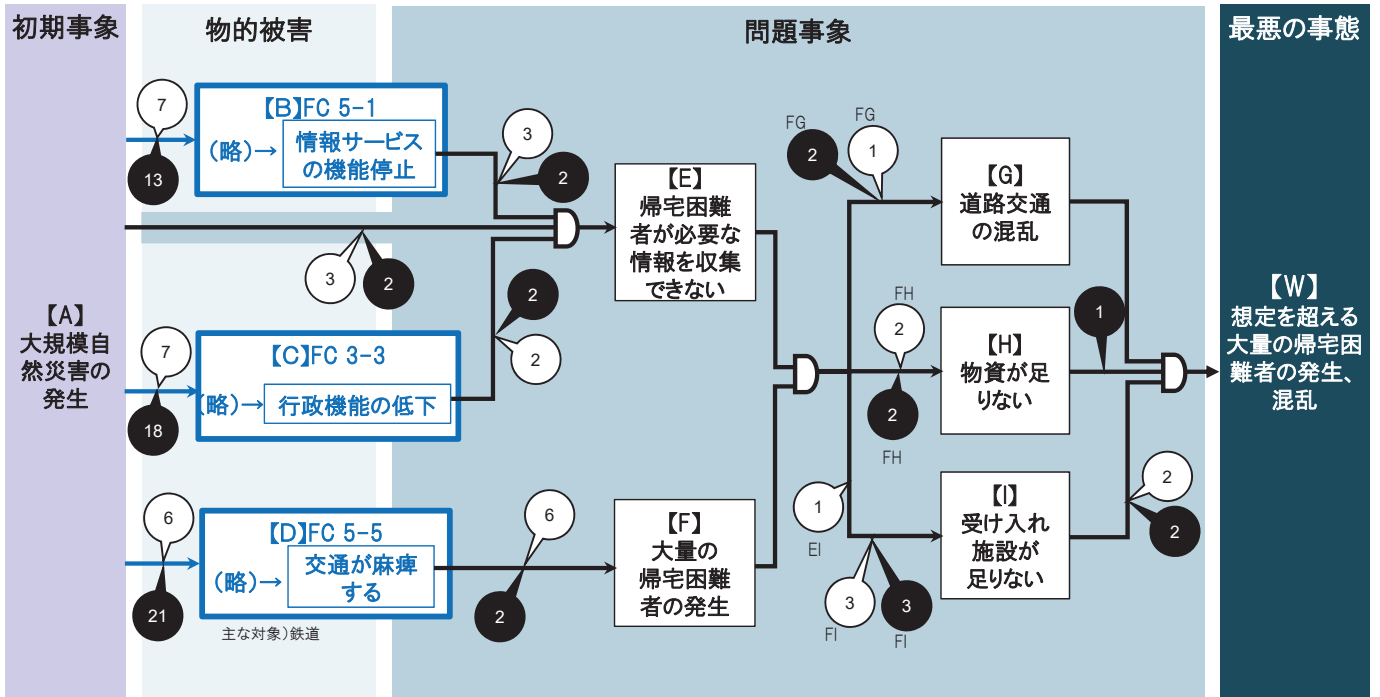 初期事象
物的被害
問題事象
最悪の事態
【A】
大規模自
然災害の
発生
7
13
【B】FC 5-1
(略)→
情報サービス
の機能停止
3
2
3
2
7
18
【C】FC 3-3
(略)→
行政機能の低下
2
2
6
21
【D】FC 5-5
(略)→
交通が麻痺
する
主な対象）鉄道
6
2
【E】
帰宅困難
者が必要な
情報を収集
できない
【F】
大量の
帰宅困難
者の発生
FG
2
FG
1
FH
2
2
FH
1
EI
3
FI
3
FI
【G】
道路交通
の混乱
【H】
物資が足
りない
【I】
受け入れ
施設が
足りない
1
2
2
【W】
想定を超える
大量の帰宅困
難者の発生、
混乱